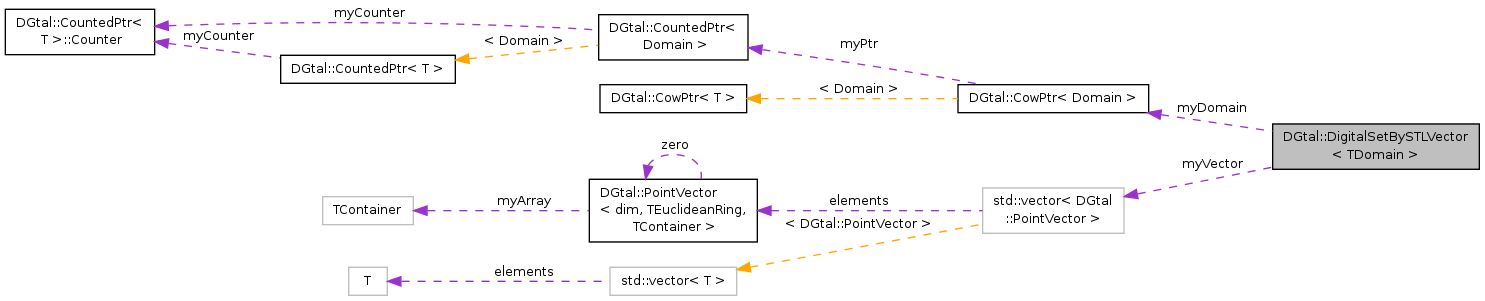 DGtal::CountedPtr<
T >::Counter
myCounter
myCounter
DGtal::CountedPtr< T >
< Domain >
DGtal::CountedPtr<
Domain >
myPtr
DGtal::CowPtr< T >
< Domain >
DGtal::CowPtr< Domain >
myDomain
DGtal::DigitalSetBySTLVector
< TDomain >
myVector
zero
TContainer
myArray
DGtal::PointVector
< dim, TEuclideanRing,
TContainer >
elements
< DGtal::PointVector >
std::vector< DGtal
::PointVector >
T
elements
std::vector< T >